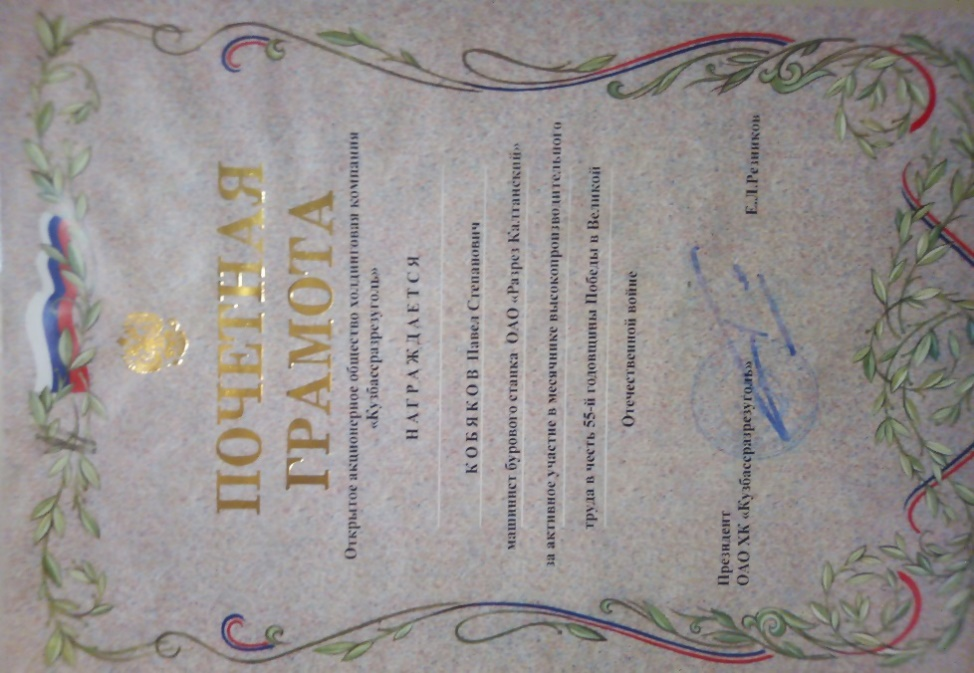 ПОЧЕТНАЯ
ГРАМОТА
Открытое акционерное общество холдинговая компания
«Кузбассразрезуголь»
НАГРАЖДАЕТСЯ
КОБЯКОВ Павел Степанович
машинист бурового станка ОАО «Разрез Калтанский»
за активное участие в месячнике высокопроизводительного
труда в честь 55-й годовщины Победы в Великой
Отечественной войне
Президент
ОАО ХК «Кузбассразрезуголь» Е.Л.Резников